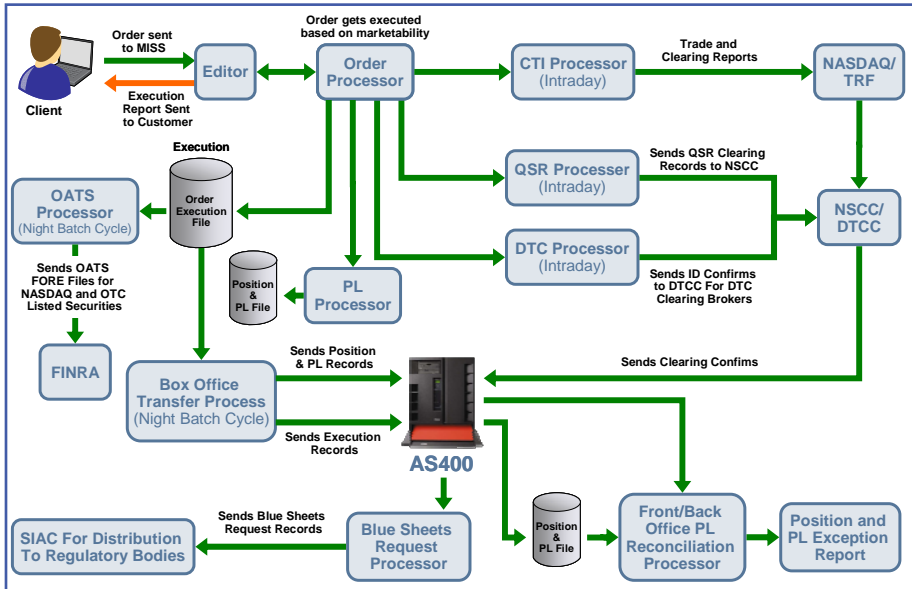 Order sent
to MISS
Client
Execution
Report Sent
to Customer
Editor
Order gets executed
based on marketability
Order
Processor
CTI Processor
(Intraday)
Trade and
Clearing Reports
NASDAQ/
TRF
QSR Processer
(Intraday)
Sends QSR Clearing
Records to NSCC
NSCC/
DTCC
DTC Processor
(Intraday)
Sends ID Confirms
to DTCC For DTC
Clearing Brokers
Execution
Order
Execution
File
OATS
Processor
(Night Batch Cycle)
Sends OATS
FORE Files for
NASDAQ and OTC
Listed Securities
FINRA
Position
&
PL File
PL
Processor
Box Office
Transfer Process
(Night Batch Cycle)
Sends Position
& PL Records
Sends Execution
Records
AS400
Sends Clearing Confims
Sends Blue Sheets
Request Records
SIAC For Distribution
To Regulatory Bodies
Blue Sheets
Request
Processor
Position
&
PL File
Front/Back
Office PL
Reconciliation
Processor
Position and
PL Exception
Report